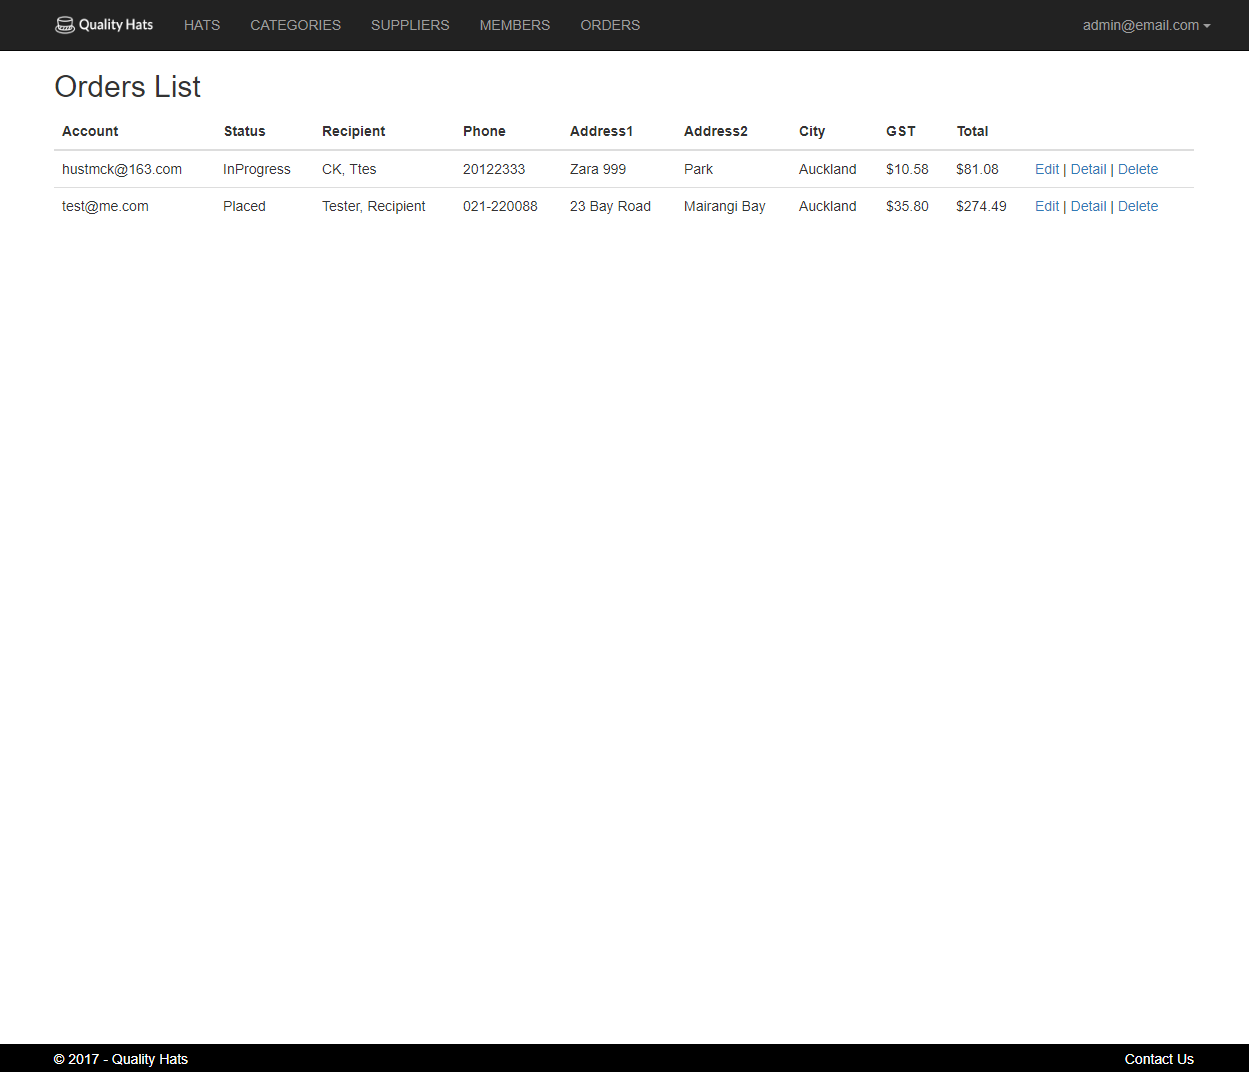 Quality Hats HATS CATEGORIES SUPPLIERS MEMBERS ORDERS admin@email.com
Orders List
Account Status Recipient Phone Address1 Address2 City GST Total
hustmck@163.com InProgress CK, Ttes 20122333 Zara 999 Park Auckland $10.58 $81.08 Edit | Detail | Delete
test@me.com Placed Tester, Recipient 021-220088 23 Bay Road Mairangi Bay Auckland $35.80 $274.49 Edit | Detail | Delete
© 2017 - Quality Hats Contact Us